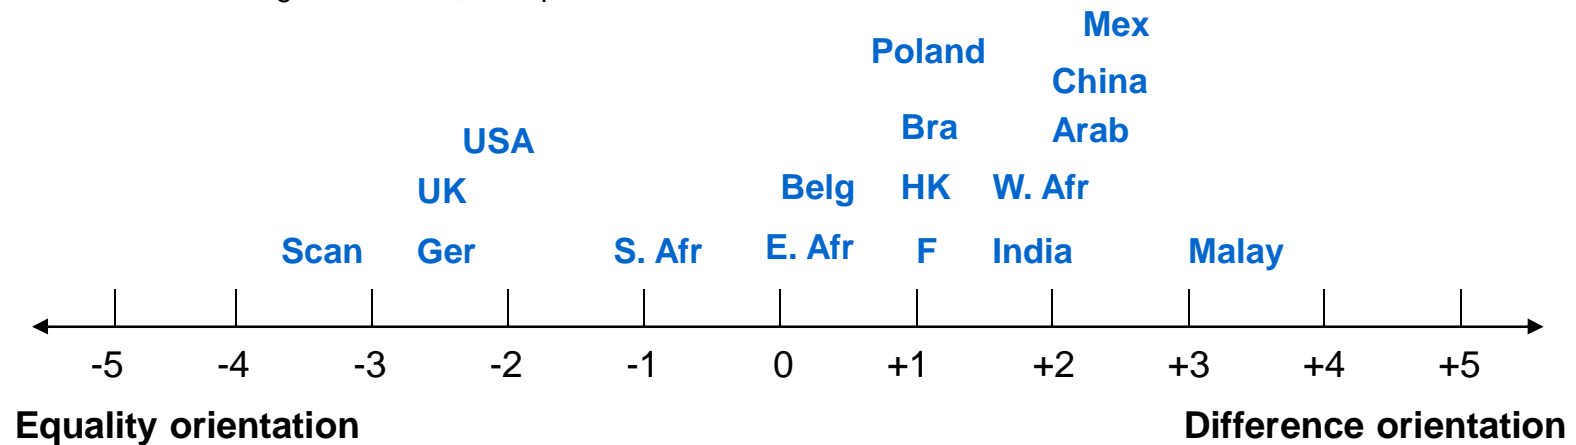 Mex
Poland
China
Bra Arab
USA
UK Belg HK W. Afr
Scan Ger S. Afr E. Afr F India Malay
-5 -4 -3 -2 -1 0 +1 +2 +3 +4 +5
Equality orientation Difference orientation